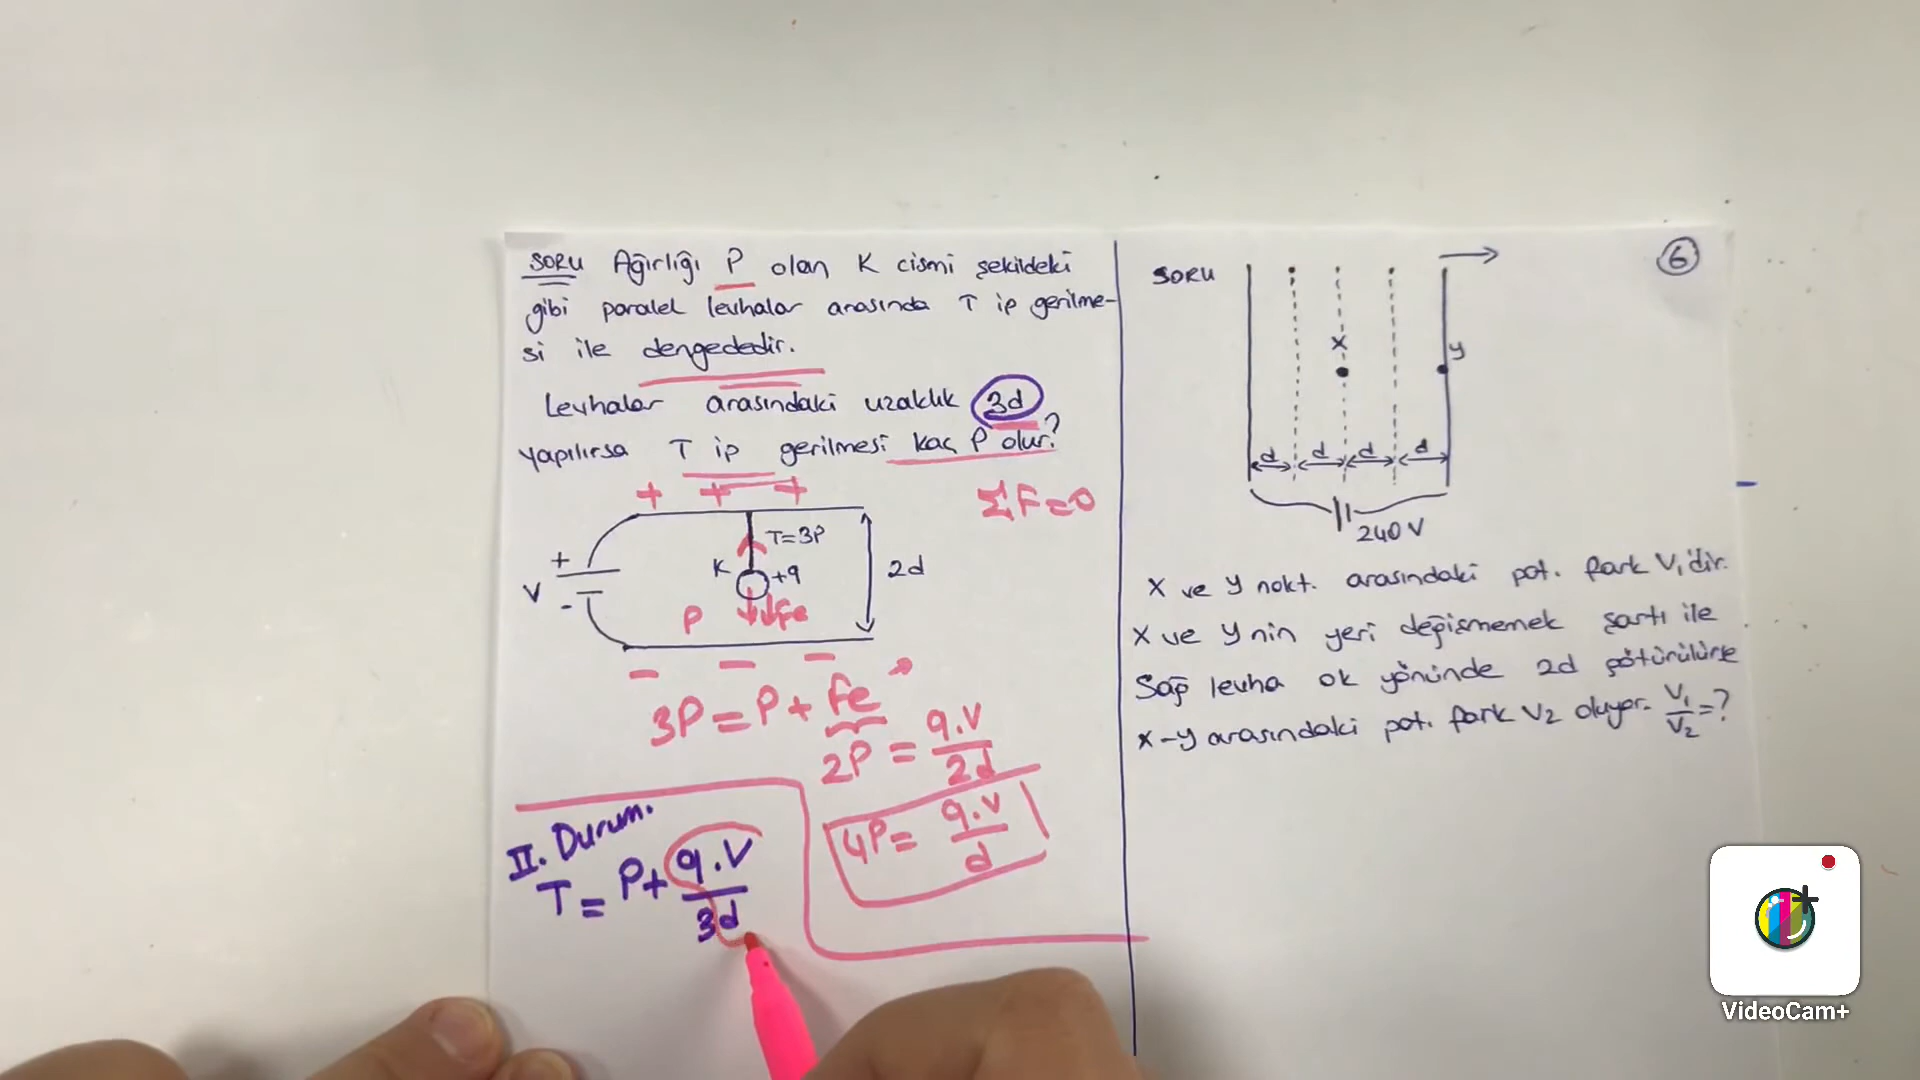 SORU Ağırlığı P olan K cismi şekildeki
gibi paralel levhalar arasında T ip gerilme-
si ile dengededir.
Levhalar arasındaki uzaklık 3d
yapılırsa T ip gerilmesi kaç P olur?
+ + +
ΣF=0
T=3P
K
+q
+
V
-
2d
P
Fe
- - -
3P = P + Fe
2P = q.V/2d
4P = q.V/d
II. Durum.
T = P + q.V/3d
6
SORU
x
y
d d d d
240 V
x ve y nokt. arasındaki pot. fark V₁'dir.
x ve y nin yeri değişmemek şartı ile
Sağ levha ok yönünde 2d götürülürse
x-y arasındaki pot. fark V₂ oluyor. V₁/V₂=?
VideoCam+